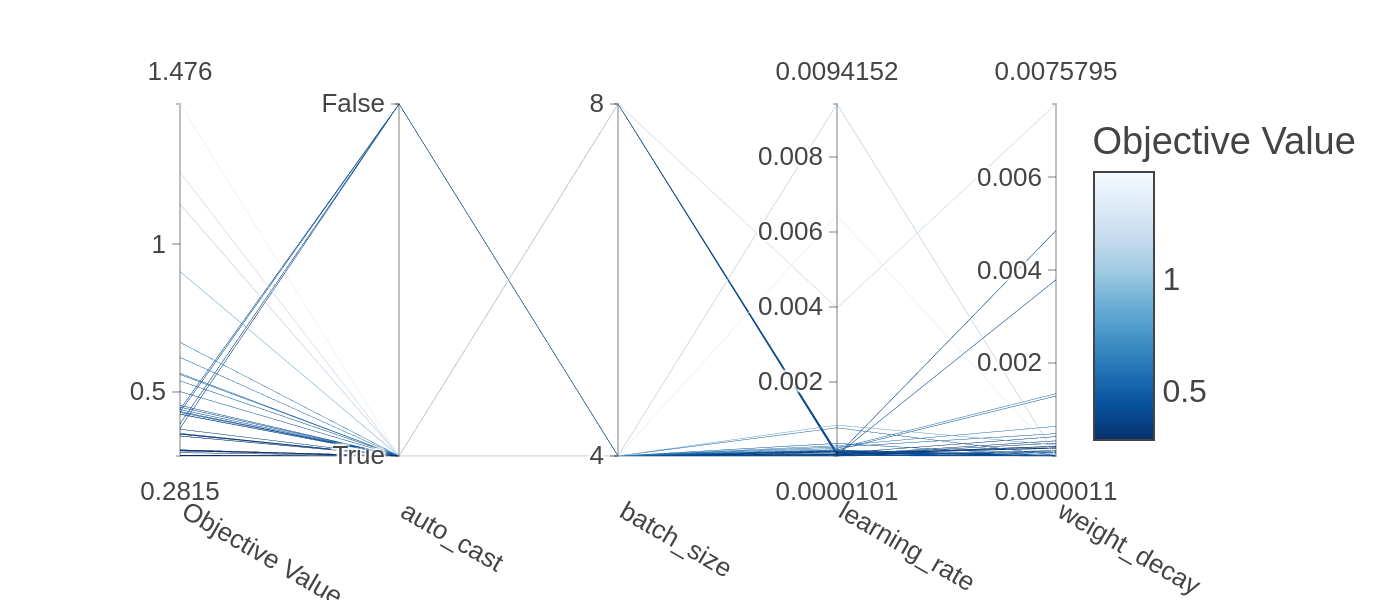 1.476
0.0094152
0.0075795
False
8
Objective Value
0.008
0.006
0.006
1
0.004
1
0.004
0.002
0.002
0.5
0.5
True
4
0.2815
0.0000101
0.0000011
Objective Value
auto_cast
batch_size
learning_rate
weight_decay